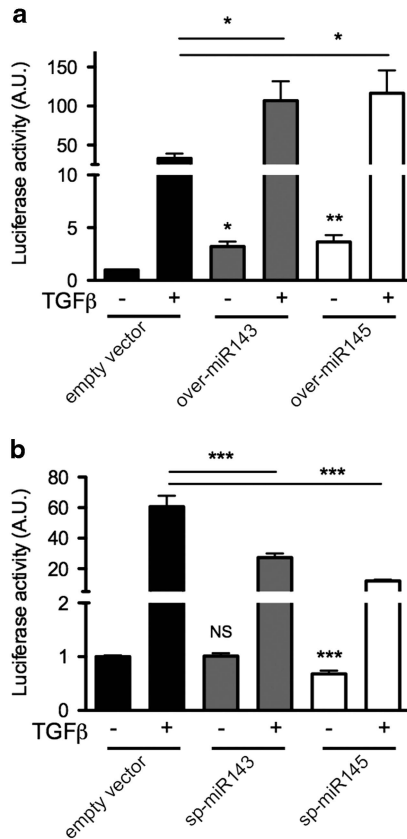 a
* *
Luciferase activity (A.U.)
150
100
50
10
5
0
* **
TGFβ - + - + - +
empty vector over-miR143 over-miR145
b
***
***
Luciferase activity (A.U.)
80
60
40
20
2
1
0
NS ***
TGFβ - + - + - +
empty vector sp-miR143 sp-miR145